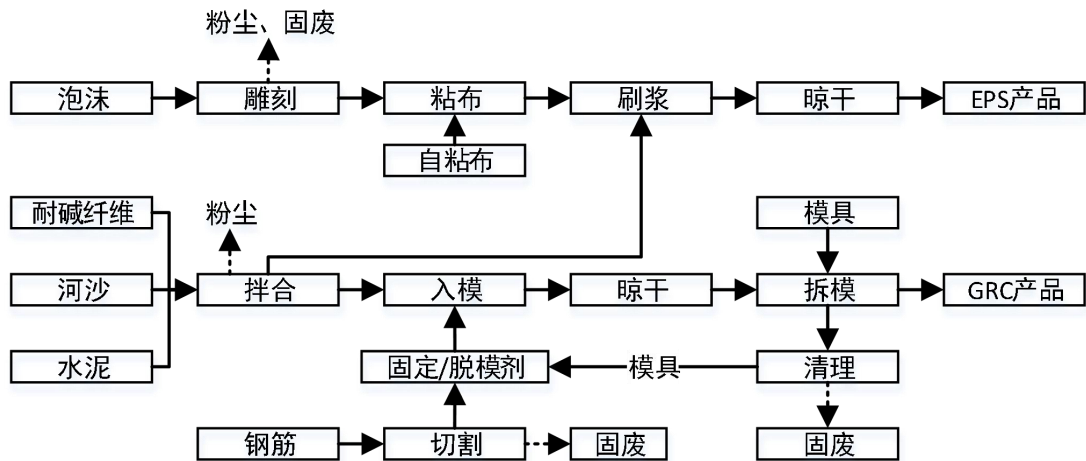 粉尘、固废
泡沫 雕刻 粘布 刷浆 晾干 EPS产品
自粘布
耐碱纤维 粉尘 模具
河沙 拌合 入模 晾干 拆模 GRC产品
水泥 固定/脱模剂 模具 清理
钢筋 切割 固废 固废